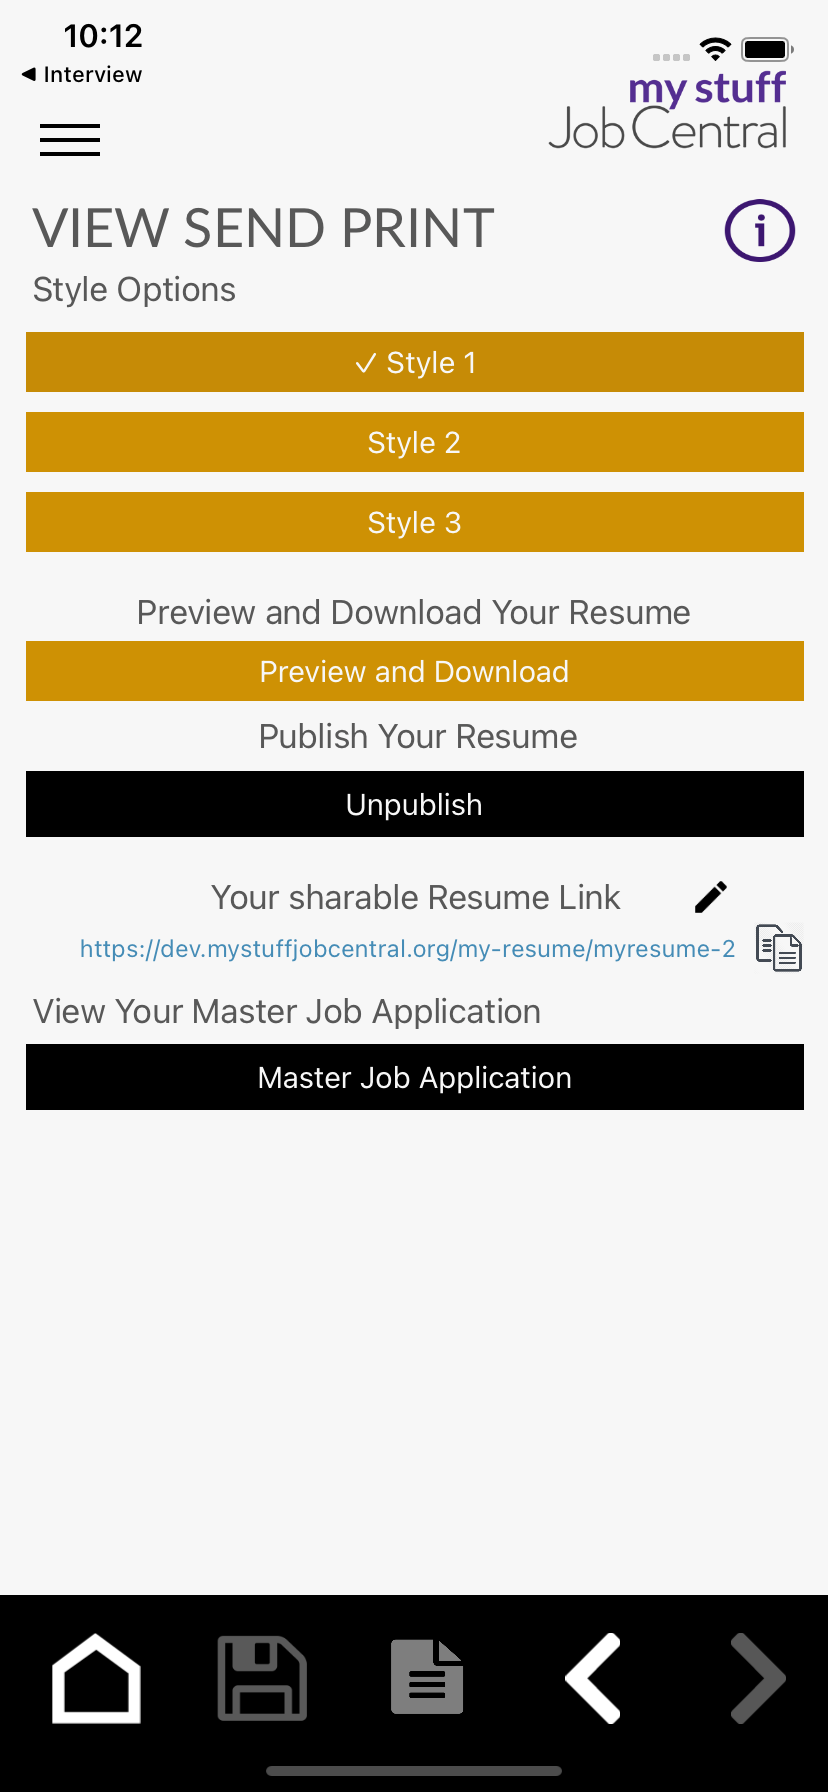 10:12
◀ Interview
my stuff
JobCentral
VIEW SEND PRINT
i
Style Options
✓ Style 1
Style 2
Style 3
Preview and Download Your Resume
Preview and Download
Publish Your Resume
Unpublish
Your sharable Resume Link
https://dev.mystuffjobcentral.org/my-resume/myresume-2
View Your Master Job Application
Master Job Application